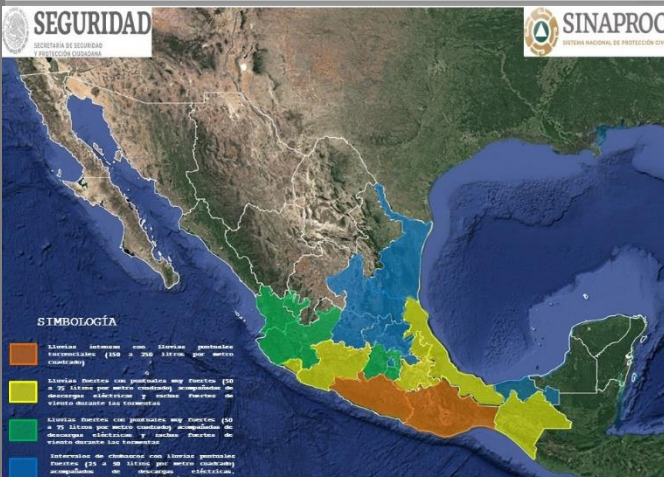 SEGURIDAD
SECRETARÍA DE SEGURIDAD
Y PROTECCIÓN CIUDADANA
SINAPROC
SISTEMA NACIONAL DE PROTECCIÓN CIV
SIMBOLOGÍA
Lluvias intensas con lluvias puntuales
torrenciales (150 a 250 litros por metro
cuadrado)
Lluvias fuertes con puntuales muy fuertes (50
a 75 litros por metro cuadrado) acompañadas de
descargas eléctricas y rachas fuertes de
viento durante las tormentas
Lluvias fuertes con puntuales muy fuertes (50
a 75 litros por metro cuadrado) acompañadas de
descargas eléctricas y rachas fuertes de
viento durante las tormentas
Intervalos de chubascos con lluvias puntuales
fuertes (25 a 50 litros por metro cuadrado)
acompañadas de descargas eléctricas,